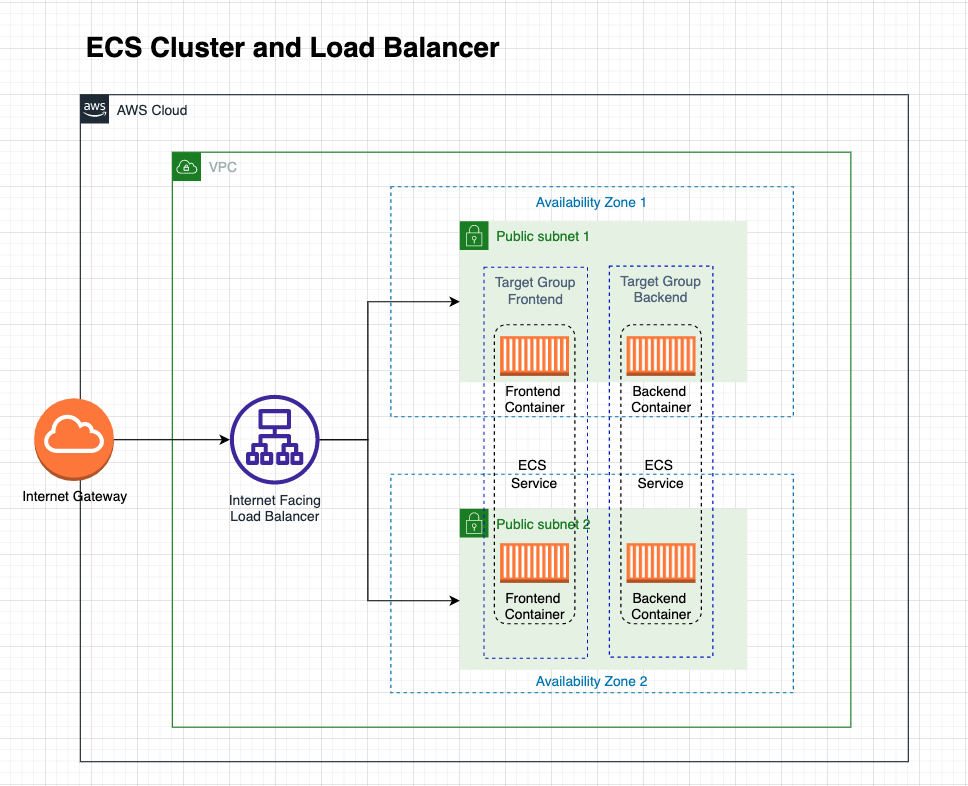 ECS Cluster and Load Balancer
aws
AWS Cloud
VPC
Availability Zone 1
Public subnet 1
Target Group
Frontend
Target Group
Backend
Frontend
Container
Backend
Container
Internet Gateway
Internet Facing
Load Balancer
ECS
Service
ECS
Service
Public subnet 2
Frontend
Container
Backend
Container
Availability Zone 2